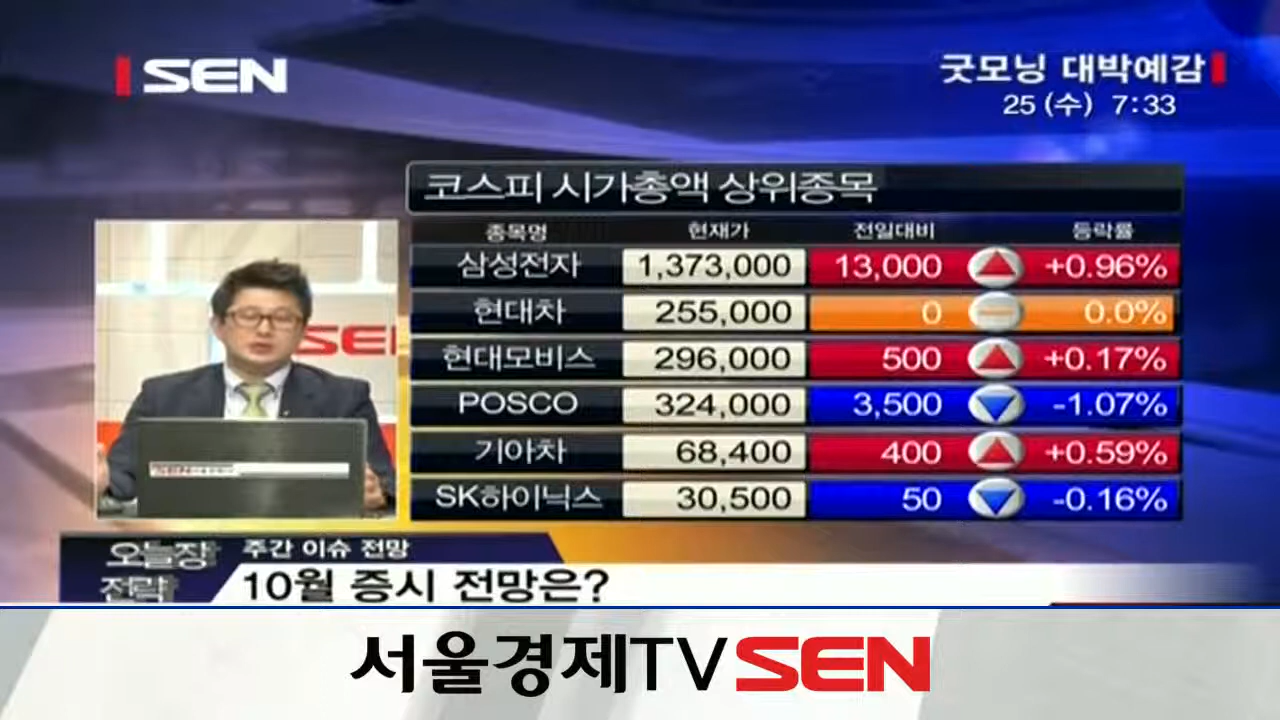 SEN
굿모닝 대박예감
25 (수) 7:33
코스피 시가총액 상위종목
종목명 현재가 전일대비 등락률
삼성전자 1,373,000 13,000 +0.96%
현대차 255,000 0 0.0%
현대모비스 296,000 500 +0.17%
POSCO 324,000 3,500 -1.07%
기아차 68,400 400 +0.59%
SK하이닉스 30,500 50 -0.16%
SEN
SEN
오늘장
전략
주간 이슈 전망
10월 증시 전망은?
서울경제TV SEN